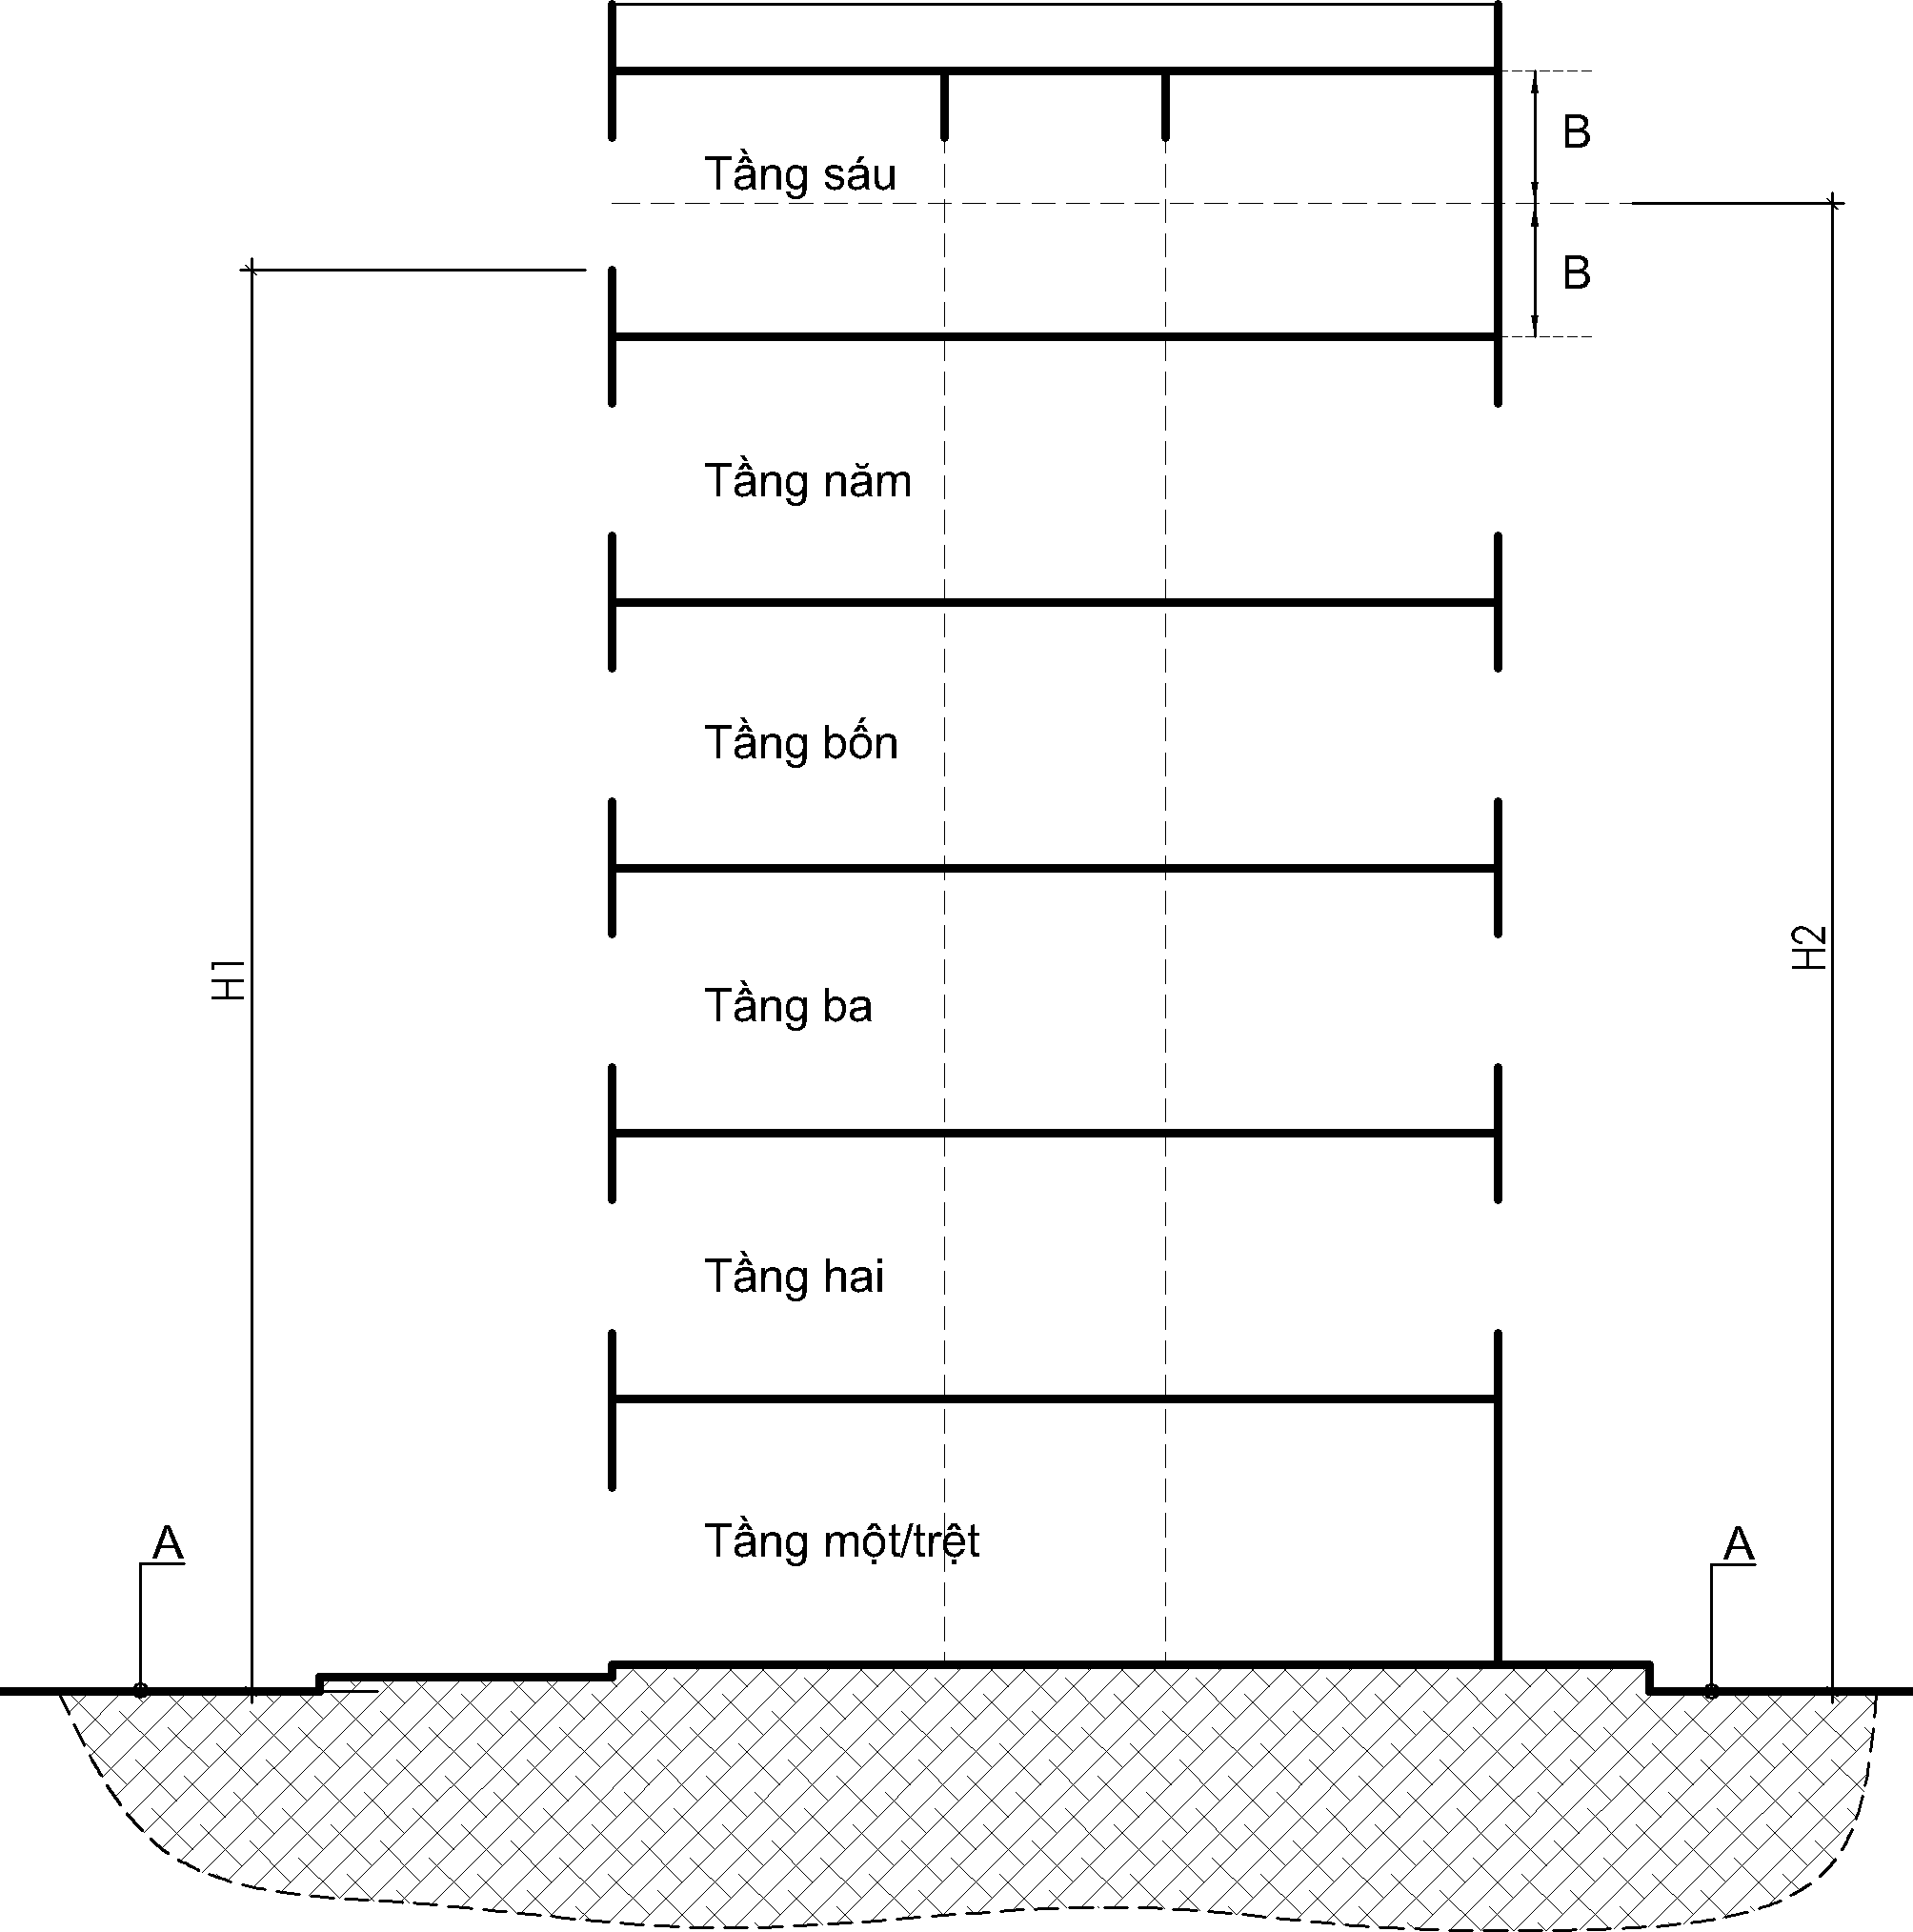 B
Tầng sáu
B
Tầng năm
Tầng bốn
H1
H2
Tầng ba
Tầng hai
A
Tầng một/trệt
A